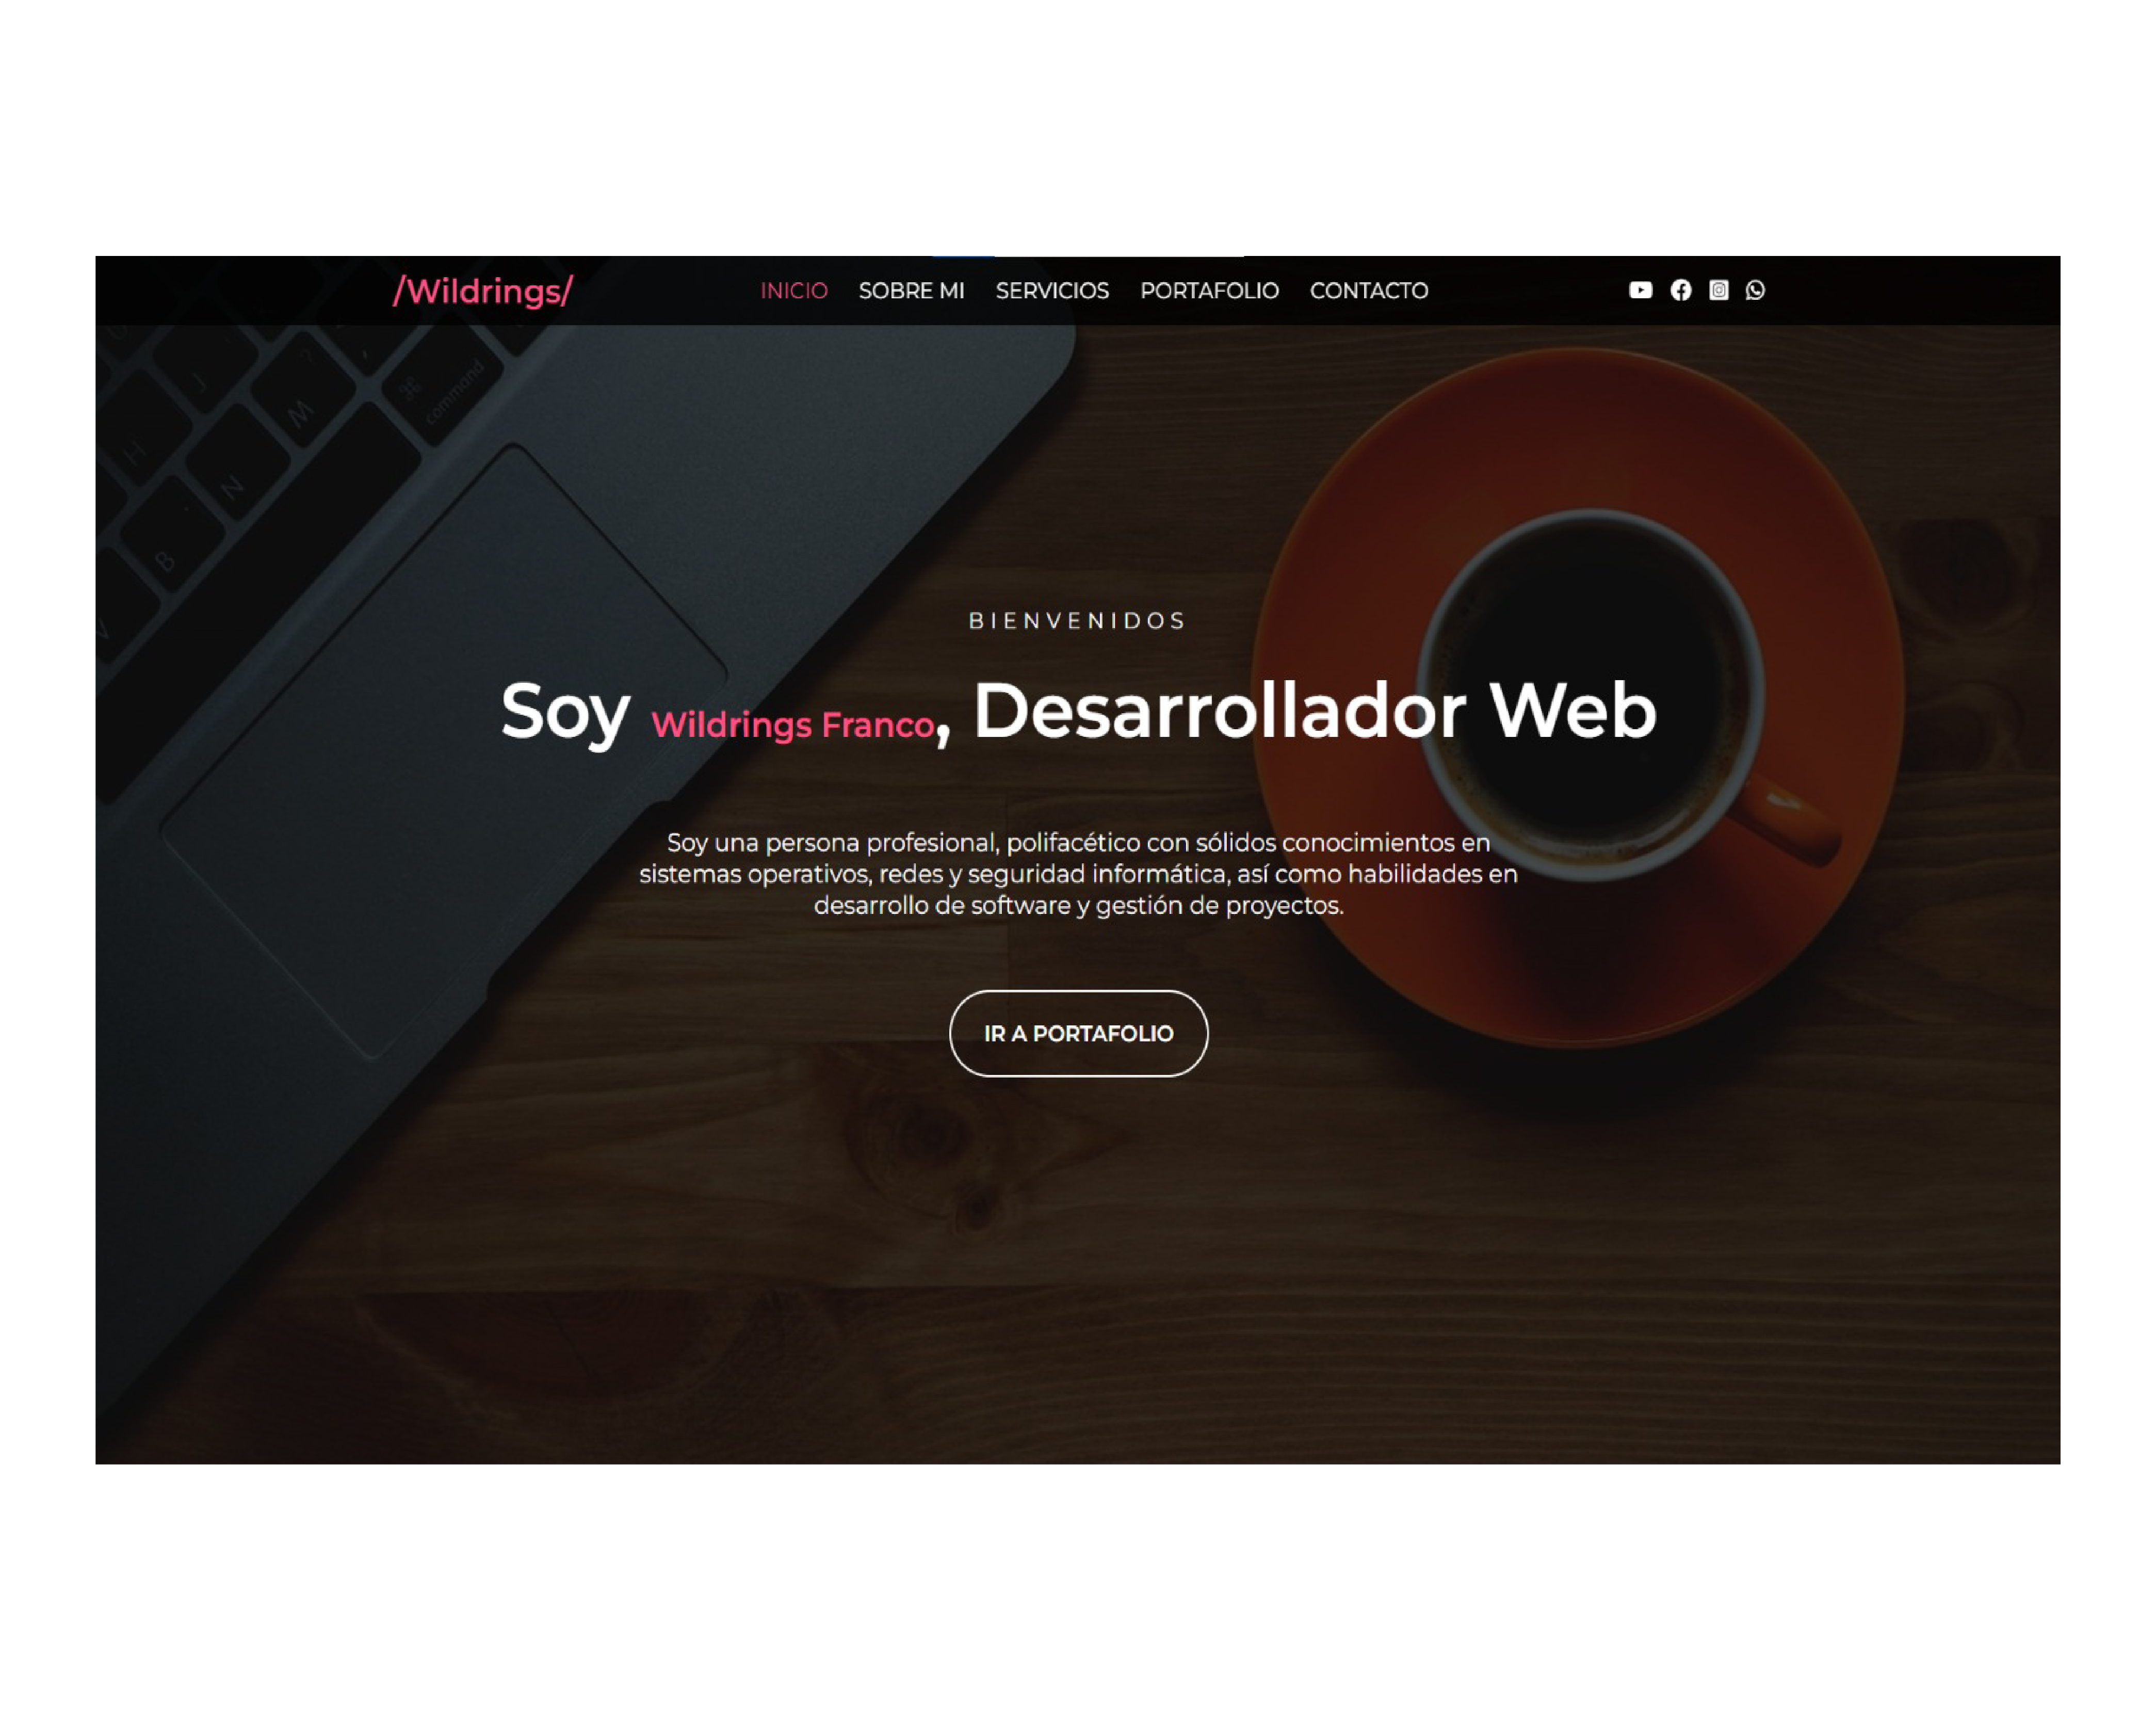 /Wildrings/
INICIO SOBRE MI SERVICIOS PORTAFOLIO CONTACTO
command
J
M
H
N
B
V
BIENVENIDOS
Soy Wildrings Franco, Desarrollador Web
Soy una persona profesional, polifacético con sólidos conocimientos en
sistemas operativos, redes y seguridad informática, así como habilidades en
desarrollo de software y gestión de proyectos.
IR A PORTAFOLIO